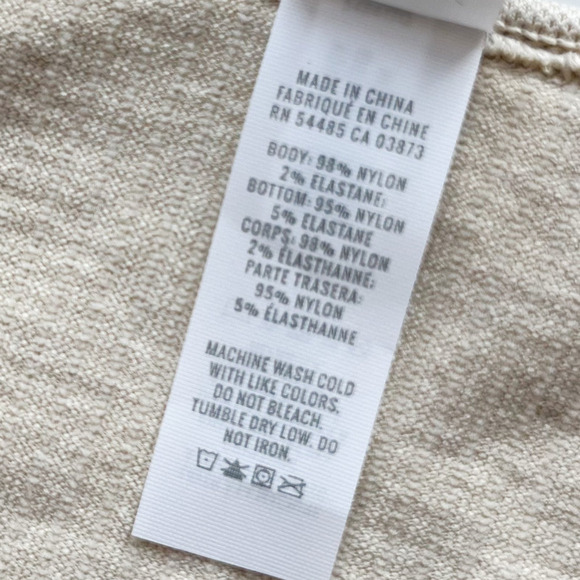 MADE IN CHINA
FABRIQUÉ EN CHINE
RN 54485 CA 03873
BODY: 98% NYLON
2% ELASTANE;
BOTTOM: 95% NYLON
5% ELASTANE
CORPS: 98% NYLON
2% ÉLASTHANNE;
PARTE TRASERA:
95% NYLON
5% ÉLASTHANNE
MACHINE WASH COLD
WITH LIKE COLORS.
DO NOT BLEACH.
TUMBLE DRY LOW. DO
NOT IRON.